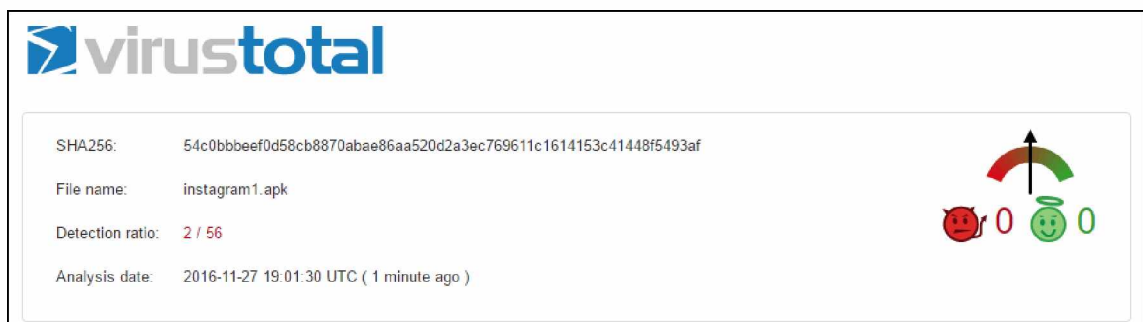 virustotal
SHA256: 54c0bbbeef0d58cb8870abae86aa520d2a3ec769611c1614153c41448f5493af
File name: instagram1.apk
Detection ratio: 2 / 56
0 0
Analysis date: 2016-11-27 19:01:30 UTC ( 1 minute ago )